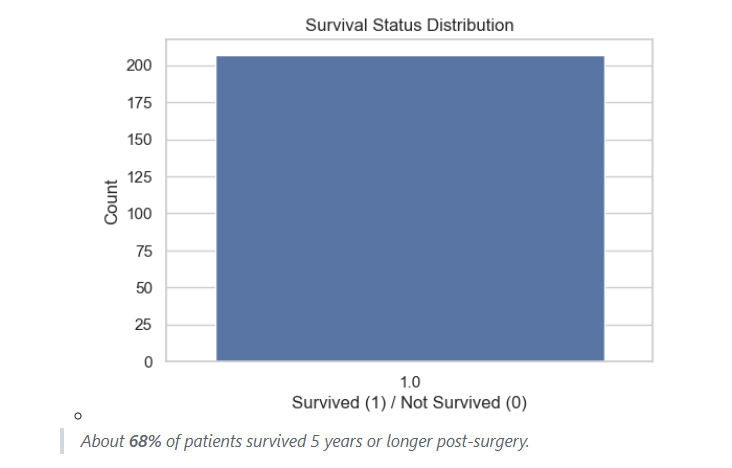 Survival Status Distribution
200
175
150
125
100
75
50
25
0
Count
1.0
Survived (1) / Not Survived (0)
About 68% of patients survived 5 years or longer post-surgery.